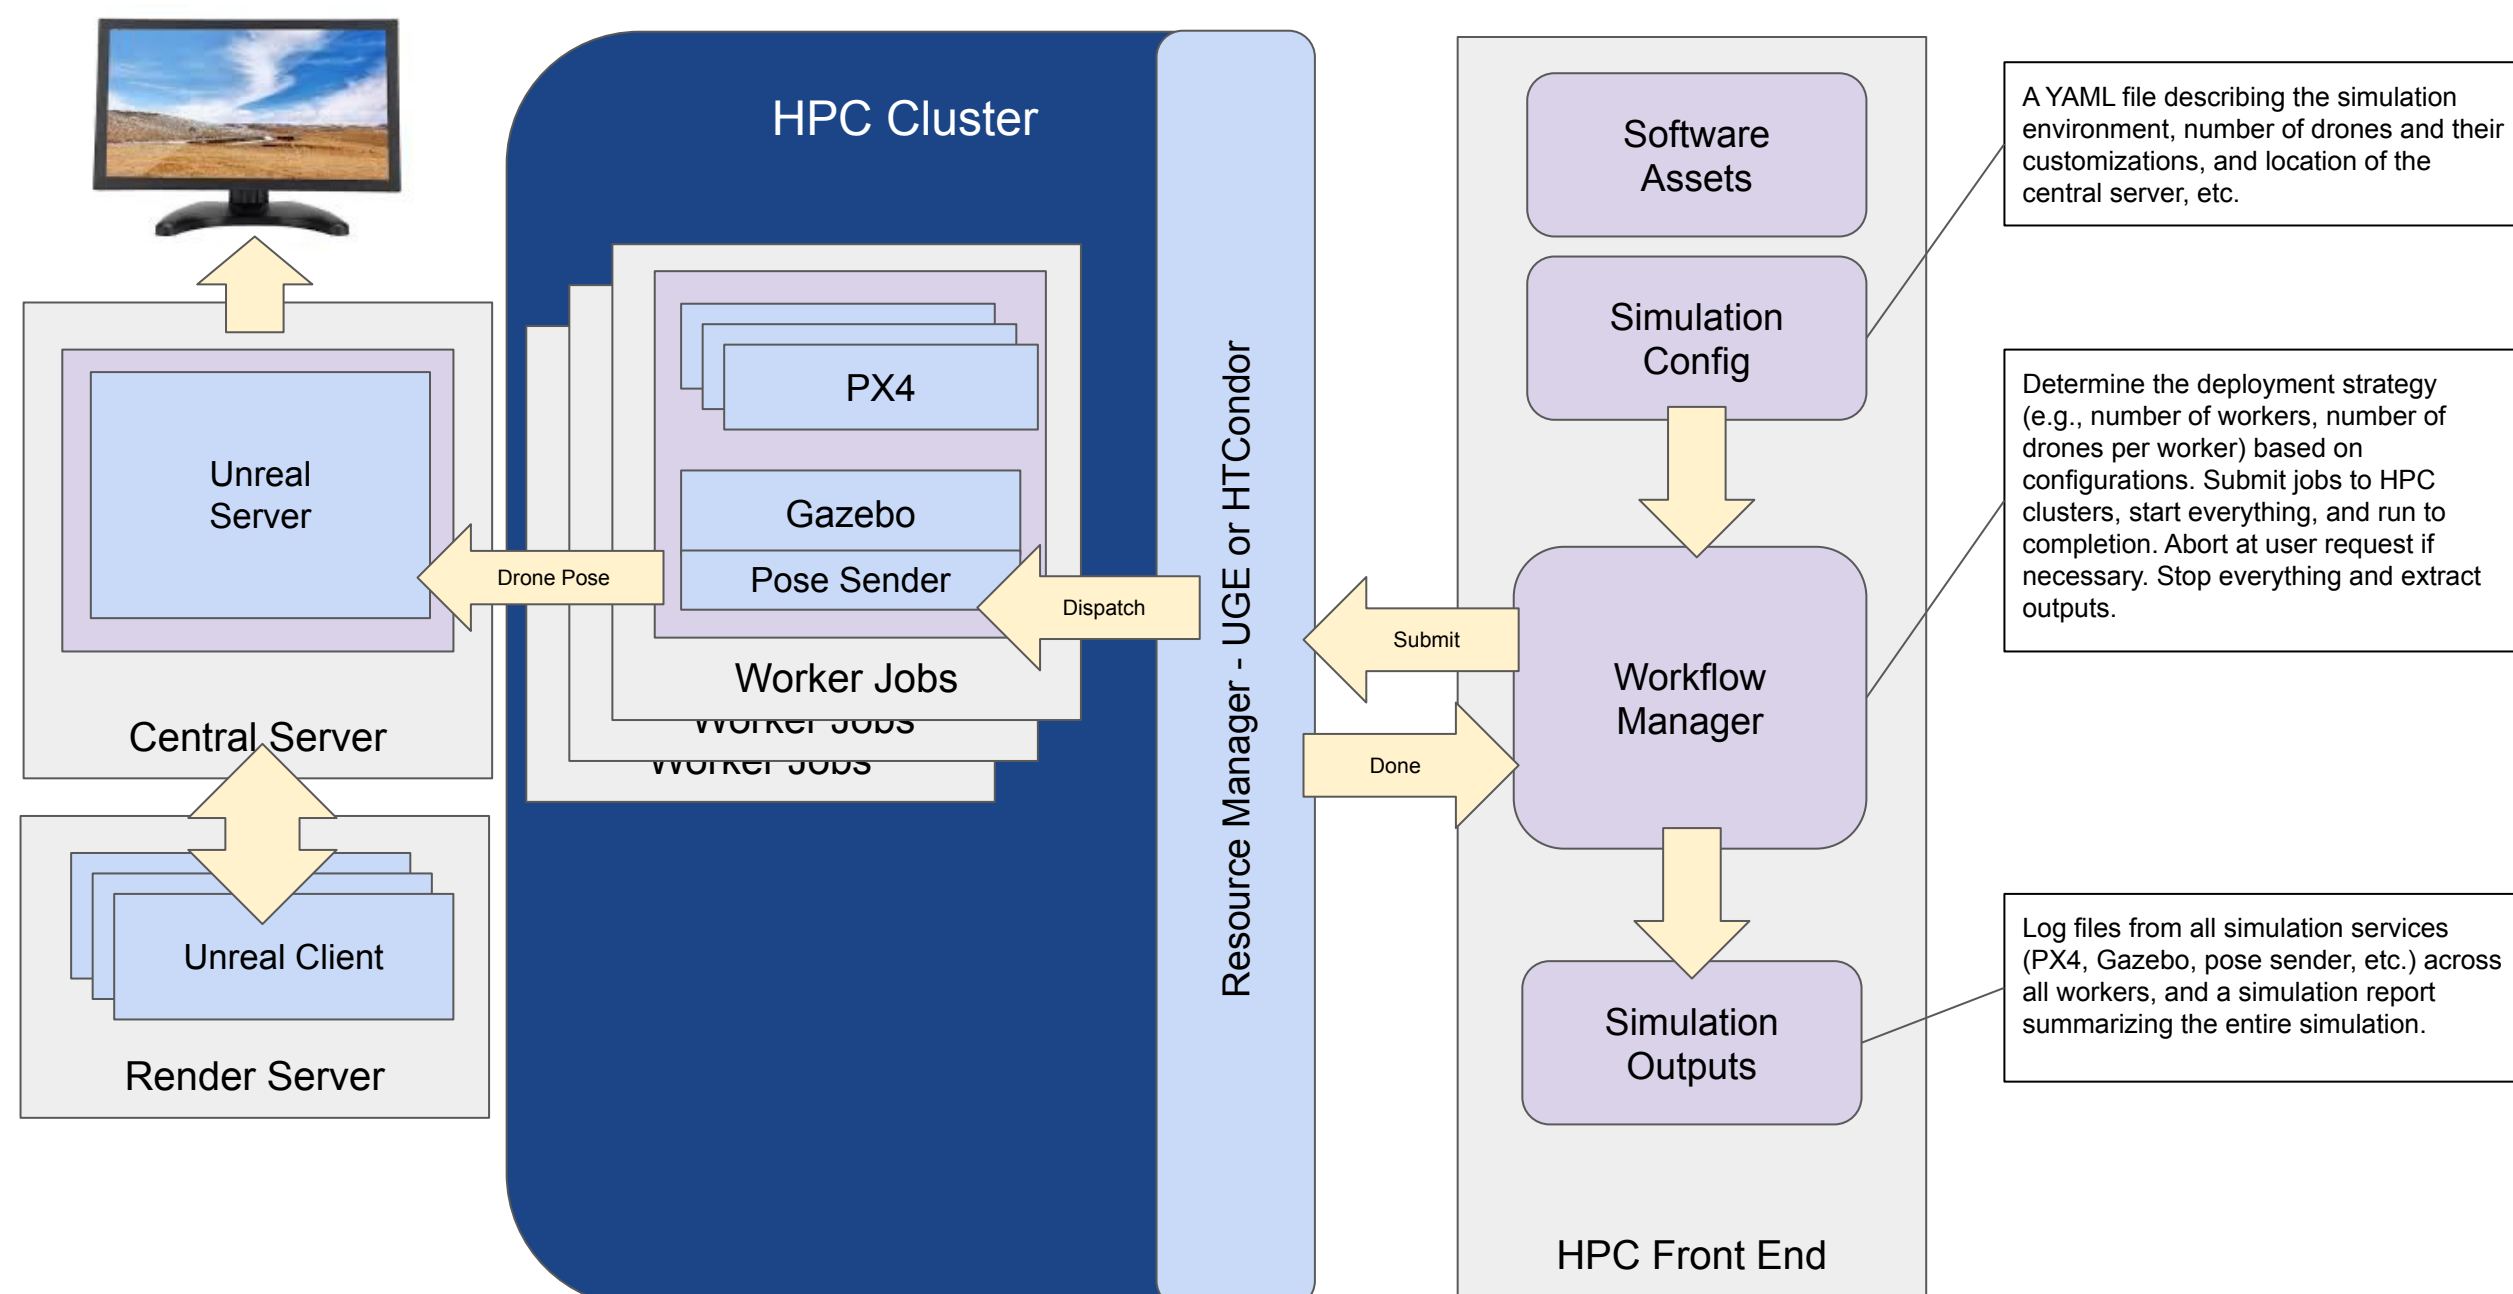 HPC Cluster
Unreal
Server
Central Server
Unreal Client
Render Server
Drone Pose
PX4
Gazebo
Pose Sender
Worker Jobs
Worker Jobs
Worker Jobs
Dispatch
Resource Manager - UGE or HTCondor
Submit
Done
Software
Assets
Simulation
Config
Workflow
Manager
Simulation
Outputs
HPC Front End
A YAML file describing the simulation
environment, number of drones and their
customizations, and location of the
central server, etc.
Determine the deployment strategy
(e.g., number of workers, number of
drones per worker) based on
configurations. Submit jobs to HPC
clusters, start everything, and run to
completion. Abort at user request if
necessary. Stop everything and extract
outputs.
Log files from all simulation services
(PX4, Gazebo, pose sender, etc.) across
all workers, and a simulation report
summarizing the entire simulation.